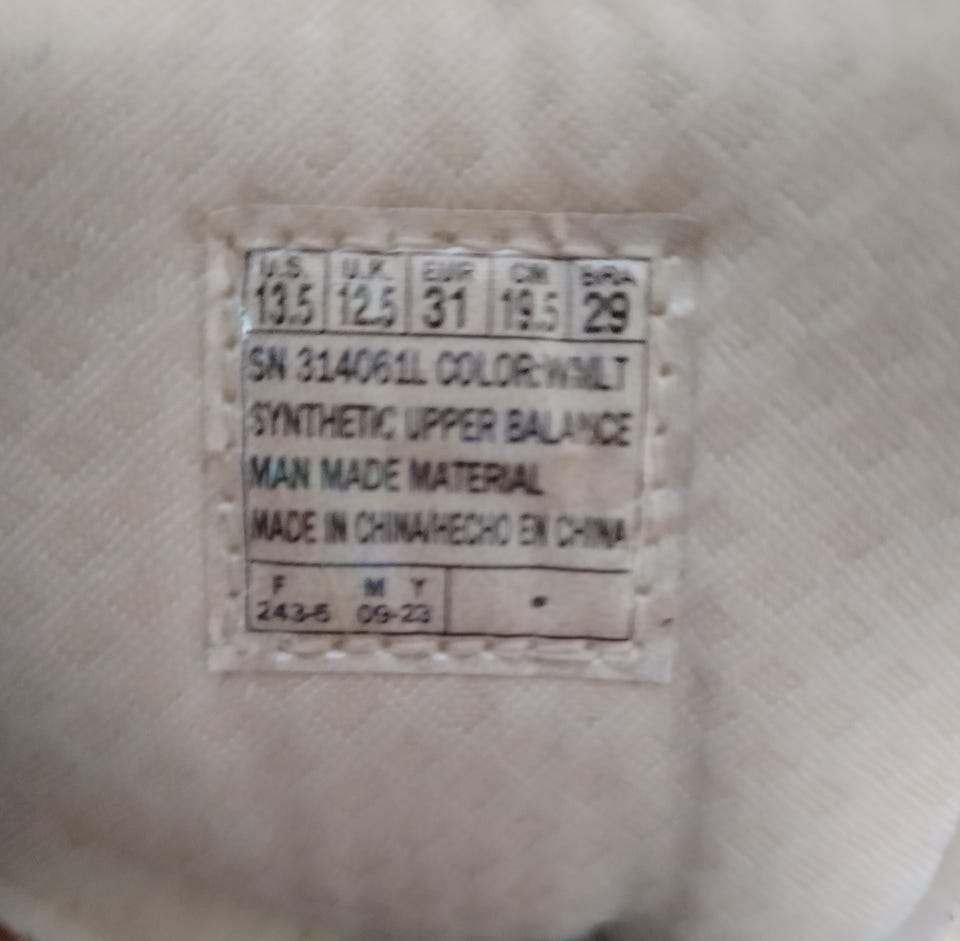 U.S. U.K. EUR CM BRA
13.5 12.5 31 19.5 29
SN 314061L COLOR:WMLT
SYNTHETIC UPPER BALANCE
MAN MADE MATERIAL
MADE IN CHINA/HECHO EN CHINA
F M Y
243-6 09-23